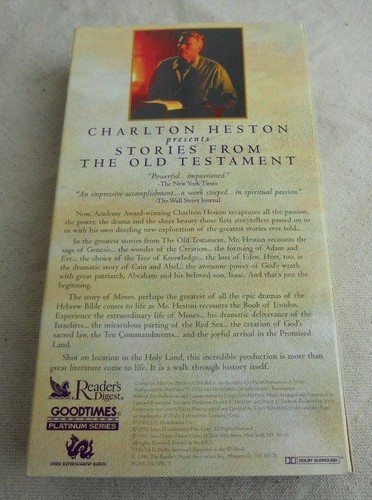 CHARLTON HESTON
presents
STORIES FROM
THE OLD TESTAMENT
"Powerful... impassioned."
-The New York Times
"An impressive accomplishment... a work steeped... in spiritual passion."
-The Wall Street Journal
Now, Academy Award-winning Charlton Heston recaptures all the passion,
the power, the drama and the sheer beauty those first storytellers passed on to
us with his own dazzling new exploration of the greatest stories ever told...
In the greatest stories from The Old Testament, Mr. Heston recounts the
saga of Genesis... the wonder of the Creation... the forming of Adam and
Eve... the choice of the Tree of Knowledge... the loss of Eden. Here, too, is
the dramatic story of Cain and Abel... the awesome power of God's wrath
with great patriarch, Abraham and his beloved son, Isaac. And that's just the
beginning.
The story of Moses, perhaps the greatest of all the epic dramas of the
Hebrew Bible comes to life as Mr. Heston recounts the Book of Exodus.
Experience the extraordinary life of Moses... his dramatic deliverance of the
Israelites... the miraculous parting of the Red Sea... the creation of God's
sacred law, the Ten Commandments... and the joyful arrival in the Promised
Land.
Shot on location in the Holy Land, this incredible production is more than
great literature come to life. It is a walk through history itself.
Reader's
Digest
GOODTIMES
PLATINUM SERIES
DOLBY SURROUND